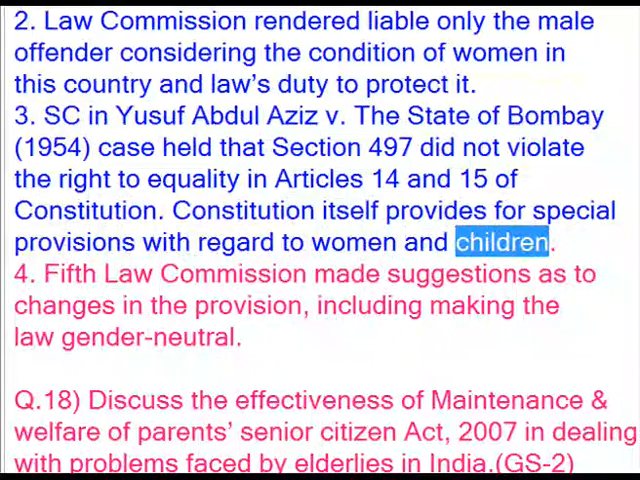 2. Law Commission rendered liable only the male
offender considering the condition of women in
this country and law's duty to protect it.
3. SC in Yusuf Abdul Aziz v. The State of Bombay
(1954) case held that Section 497 did not violate
the right to equality in Articles 14 and 15 of
Constitution. Constitution itself provides for special
provisions with regard to women and children.
4. Fifth Law Commission made suggestions as to
changes in the provision, including making the
law gender-neutral.
Q.18) Discuss the effectiveness of Maintenance &
welfare of parents' senior citizen Act, 2007 in dealing
with problems faced by elderlies in India.(GS-2)